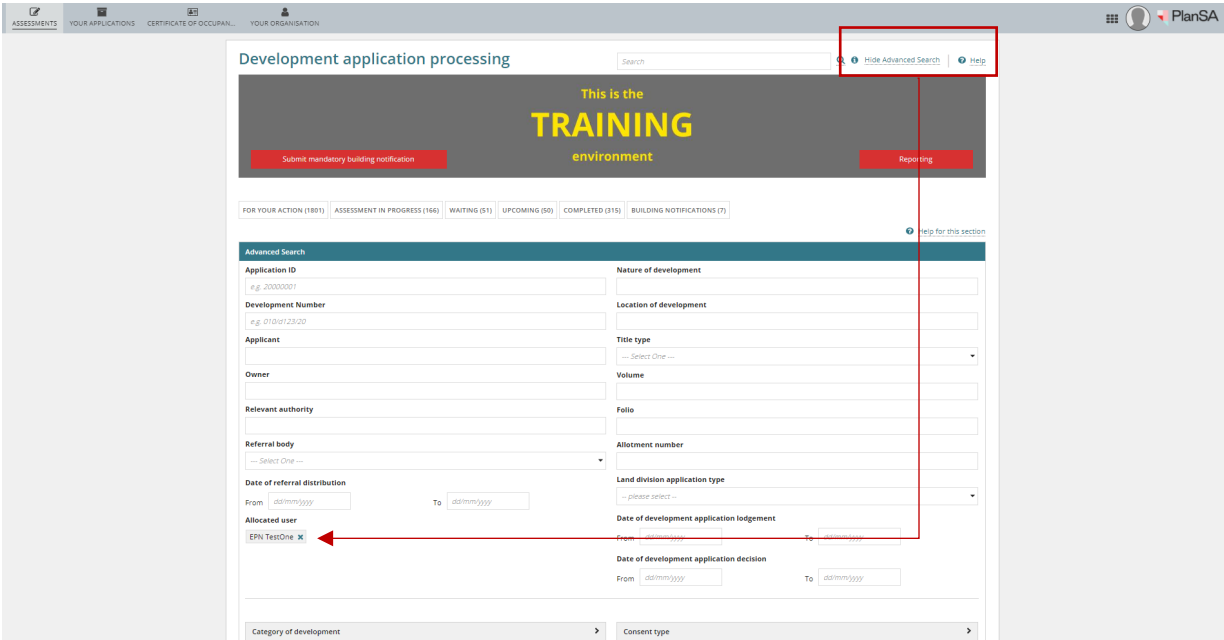 ASSESSMENTS
YOUR APPLICATIONS
CERTIFICATE OF OCCUPAN...
YOUR ORGANISATION
PlanSA
Development application processing
Search
Hide Advanced Search
Help
This is the
TRAINING
environment
Submit mandatory building notification
Reporting
FOR YOUR ACTION (1801)
ASSESSMENT IN PROGRESS (166)
WAITING (51)
UPCOMING (50)
COMPLETED (315)
BUILDING NOTIFICATIONS (7)
Help for this section
Advanced Search
Application ID
e.g. 20000001
Development Number
e.g. 010/d123/20
Applicant
Owner
Relevant authority
Referral body
--- Select One ---
Date of referral distribution
From dd/mm/yyyy To dd/mm/yyyy
Allocated user
EPN TestOne ×
Nature of development
Location of development
Title type
--- Select One ---
Volume
Folio
Allotment number
Land division application type
-- please select --
Date of development application lodgement
From dd/mm/yyyy To dd/mm/yyyy
Date of development application decision
From dd/mm/yyyy To dd/mm/yyyy
Category of development
Consent type